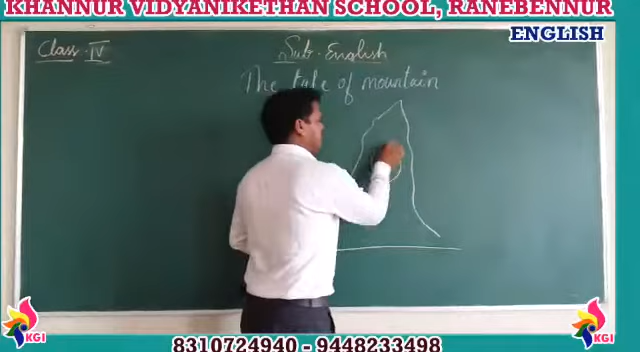 KHANNUR VIDYANIKETHAN SCHOOL, RANEBENNUR
ENGLISH
Class - IV
Sub - English
The tale of mountain
KGI
KGI
8310724940 - 9448233498